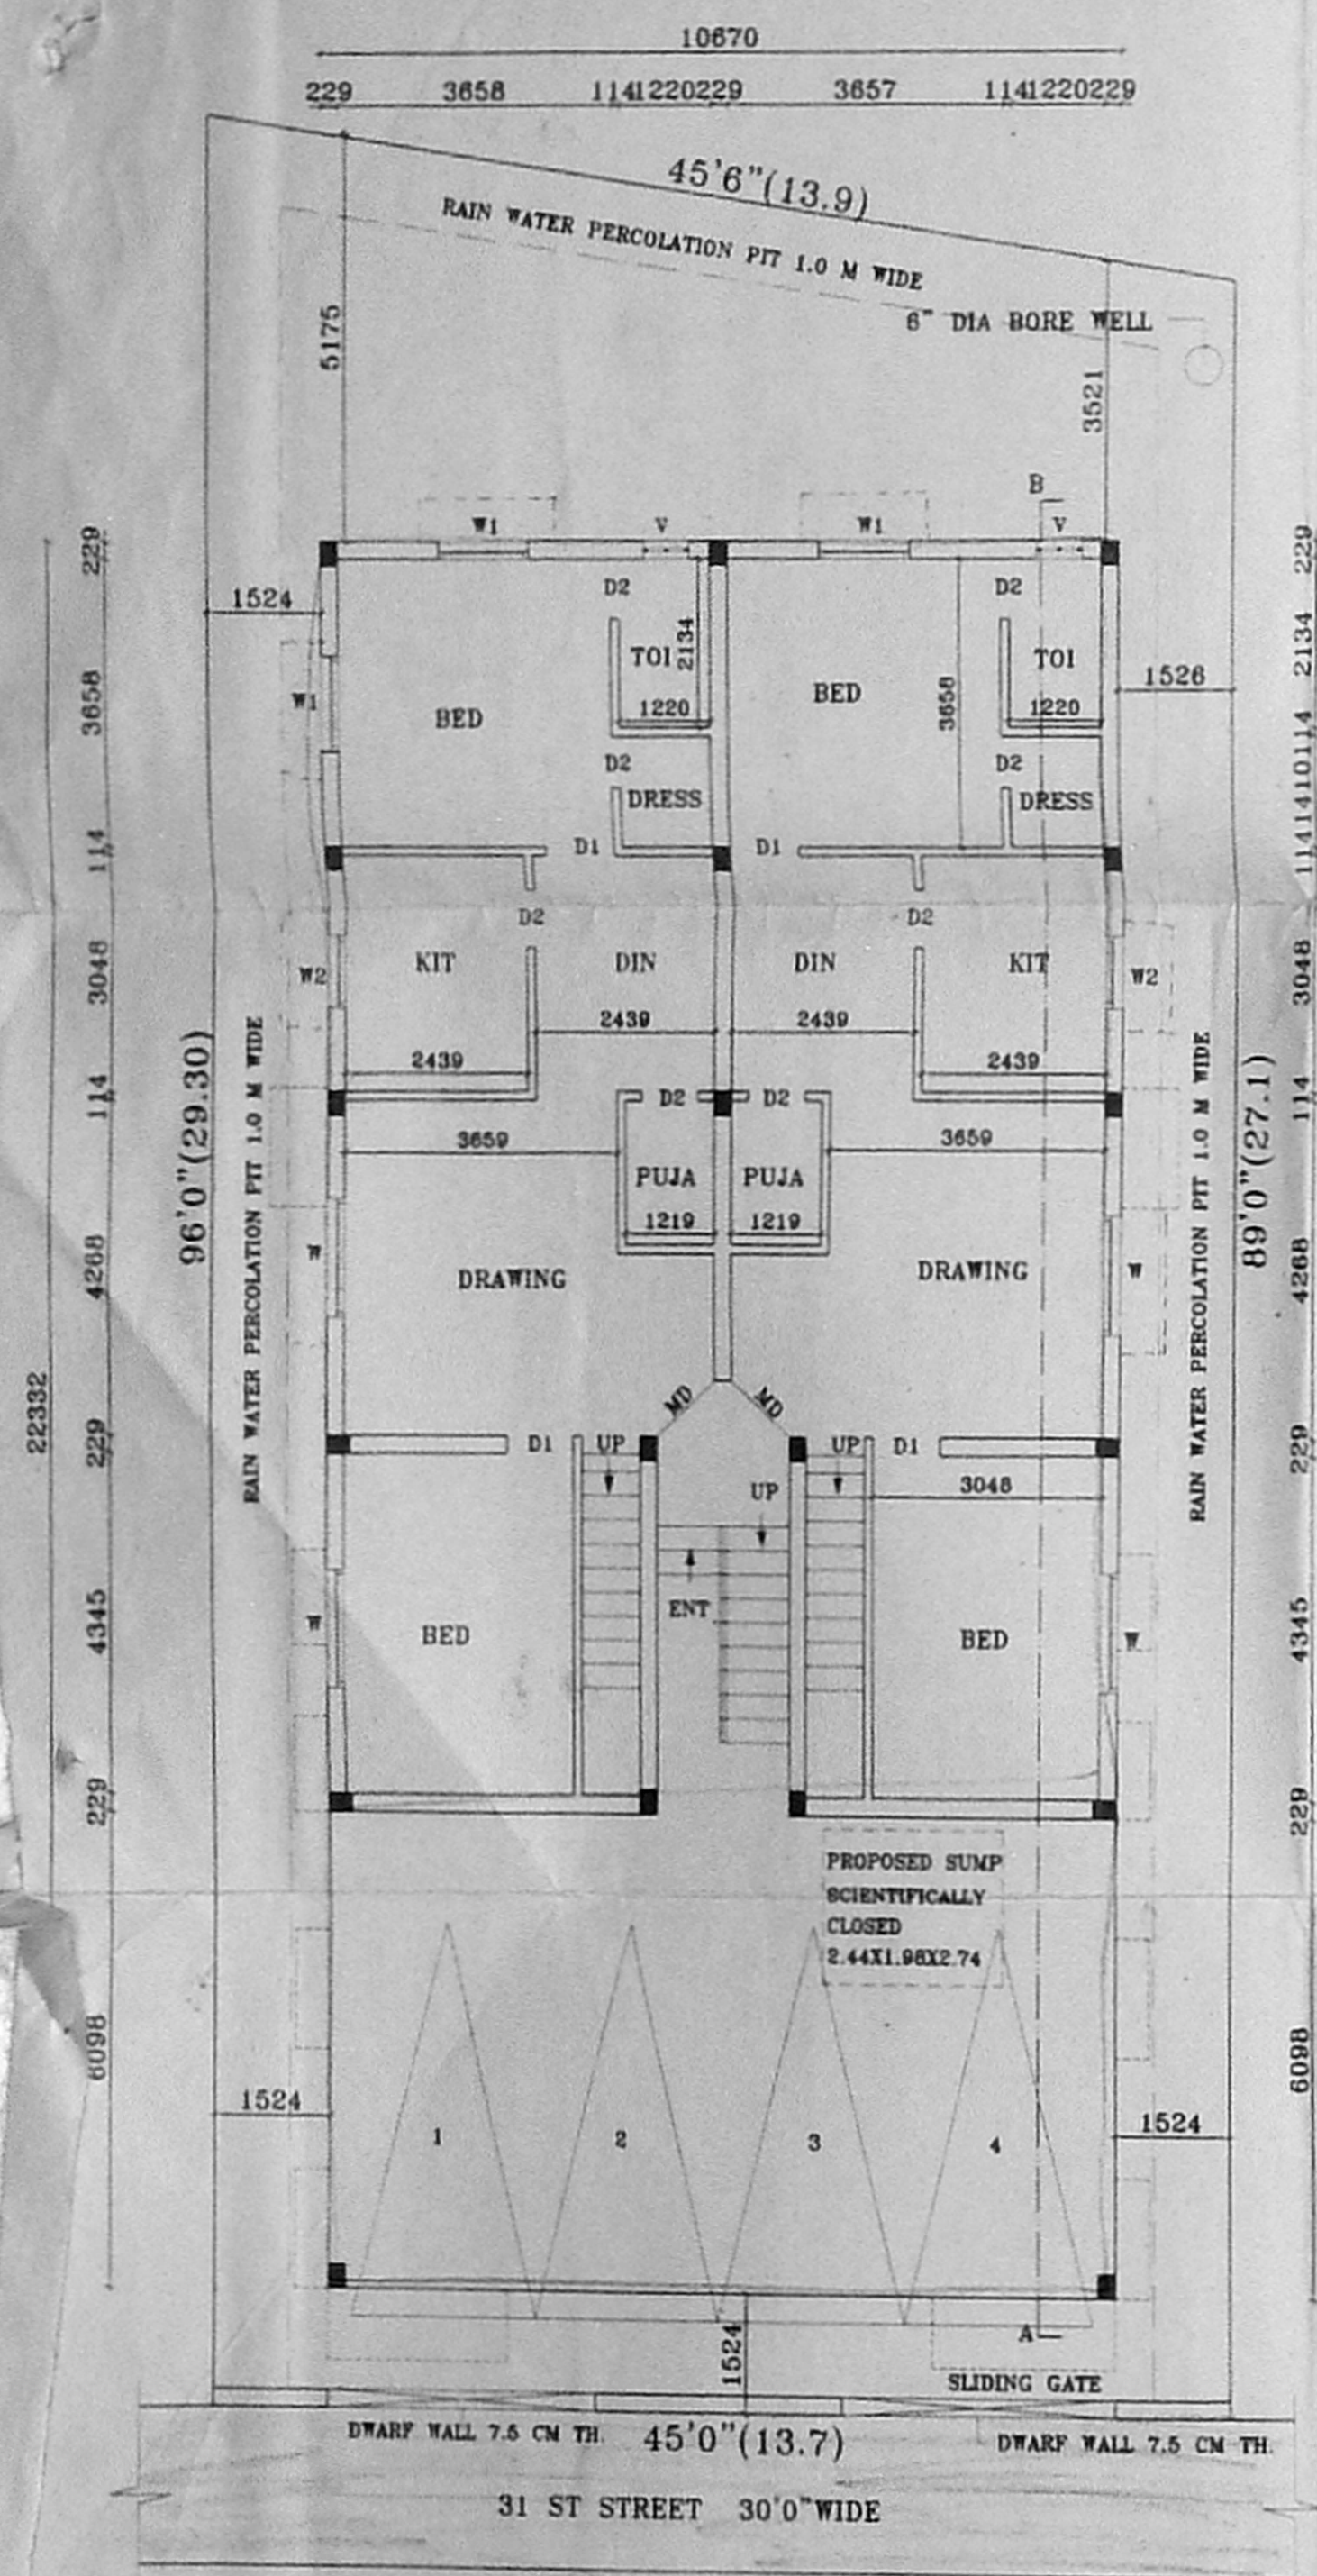 10670
229 3658 1141220229 3657 1141220229
45'6"(13.9)
RAIN WATER PERCOLATION PIT 1.0 M WIDE
6" DIA BORE WELL
5175
3521
B
W1 V W1 V
229
229
1524
D2 D2
2134
TOI 2134 TOI
1526
W1
3658
BED 1220 BED 3658 1220
D2 D2
DRESS DRESS
1141410114
114
D1 D1
D2 D2
3048
W2 KIT DIN DIN KIT W2
3048
2439 2439
2439 2439
114
D2 D2
114
3659 3659
PUJA PUJA
1219 1219
96'0"(29.30)
RAIN WATER PERCOLATION PIT 1.0 M WIDE
RAIN WATER PERCOLATION PIT 1.0 M WIDE
89'0"(27.1)
4268
W DRAWING DRAWING W
4268
MD MD
22332
229
D1 UP UP D1
229
UP 3048
ENT
4345
W BED BED W
4345
229
229
PROPOSED SUMP
SCIENTIFICALLY
CLOSED
2.44X1.98X2.74
6098
6098
1524 1524
1 2 3 4
1524
A
SLIDING GATE
DWARF WALL 7.5 CM TH. 45'0"(13.7) DWARF WALL 7.5 CM TH.
31 ST STREET 30'0"WIDE